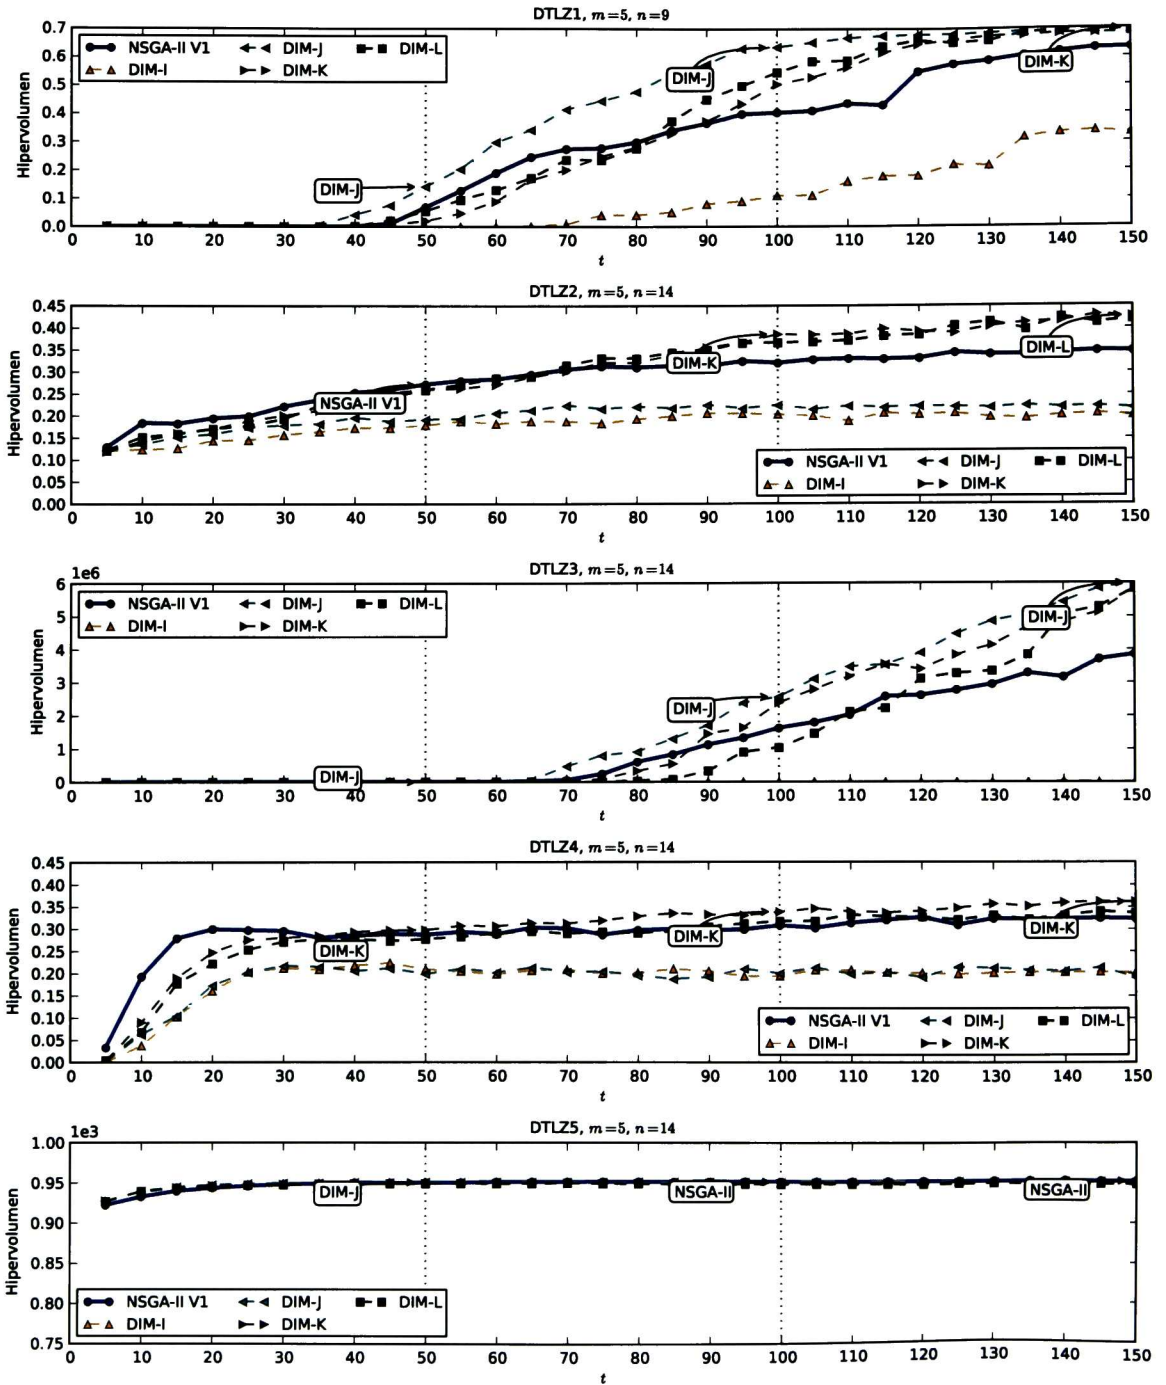 DTLZ1, m=5, n=9
Hipervolumen
0.7
0.6
0.5
0.4
0.3
0.2
0.1
0.0
NSGA-II V1 DIM-J DIM-L
DIM-I DIM-K
DIM-J
DIM-J
DIM-K
0 10 20 30 40 50 60 70 80 90 100 110 120 130 140 150
t
DTLZ2, m=5, n=14
Hipervolumen
0.45
0.40
0.35
0.30
0.25
0.20
0.15
0.10
0.05
0.00
NSGA-II V1
DIM-K
DIM-L
NSGA-II V1 DIM-J DIM-L
DIM-I DIM-K
0 10 20 30 40 50 60 70 80 90 100 110 120 130 140 150
t
DTLZ3, m=5, n=14
1e6
Hipervolumen
6
5
4
3
2
1
0
NSGA-II V1 DIM-J DIM-L
DIM-I DIM-K
DIM-J
DIM-J
DIM-J
0 10 20 30 40 50 60 70 80 90 100 110 120 130 140 150
t
DTLZ4, m=5, n=14
Hipervolumen
0.45
0.40
0.35
0.30
0.25
0.20
0.15
0.10
0.05
0.00
DIM-K
DIM-K
DIM-K
NSGA-II V1 DIM-J DIM-L
DIM-I DIM-K
0 10 20 30 40 50 60 70 80 90 100 110 120 130 140 150
t
DTLZ5, m=5, n=14
1e3
Hipervolumen
1.00
0.95
0.90
0.85
0.80
0.75
DIM-J
NSGA-II
NSGA-II
NSGA-II V1 DIM-J DIM-L
DIM-I DIM-K
0 10 20 30 40 50 60 70 80 90 100 110 120 130 140 150
t